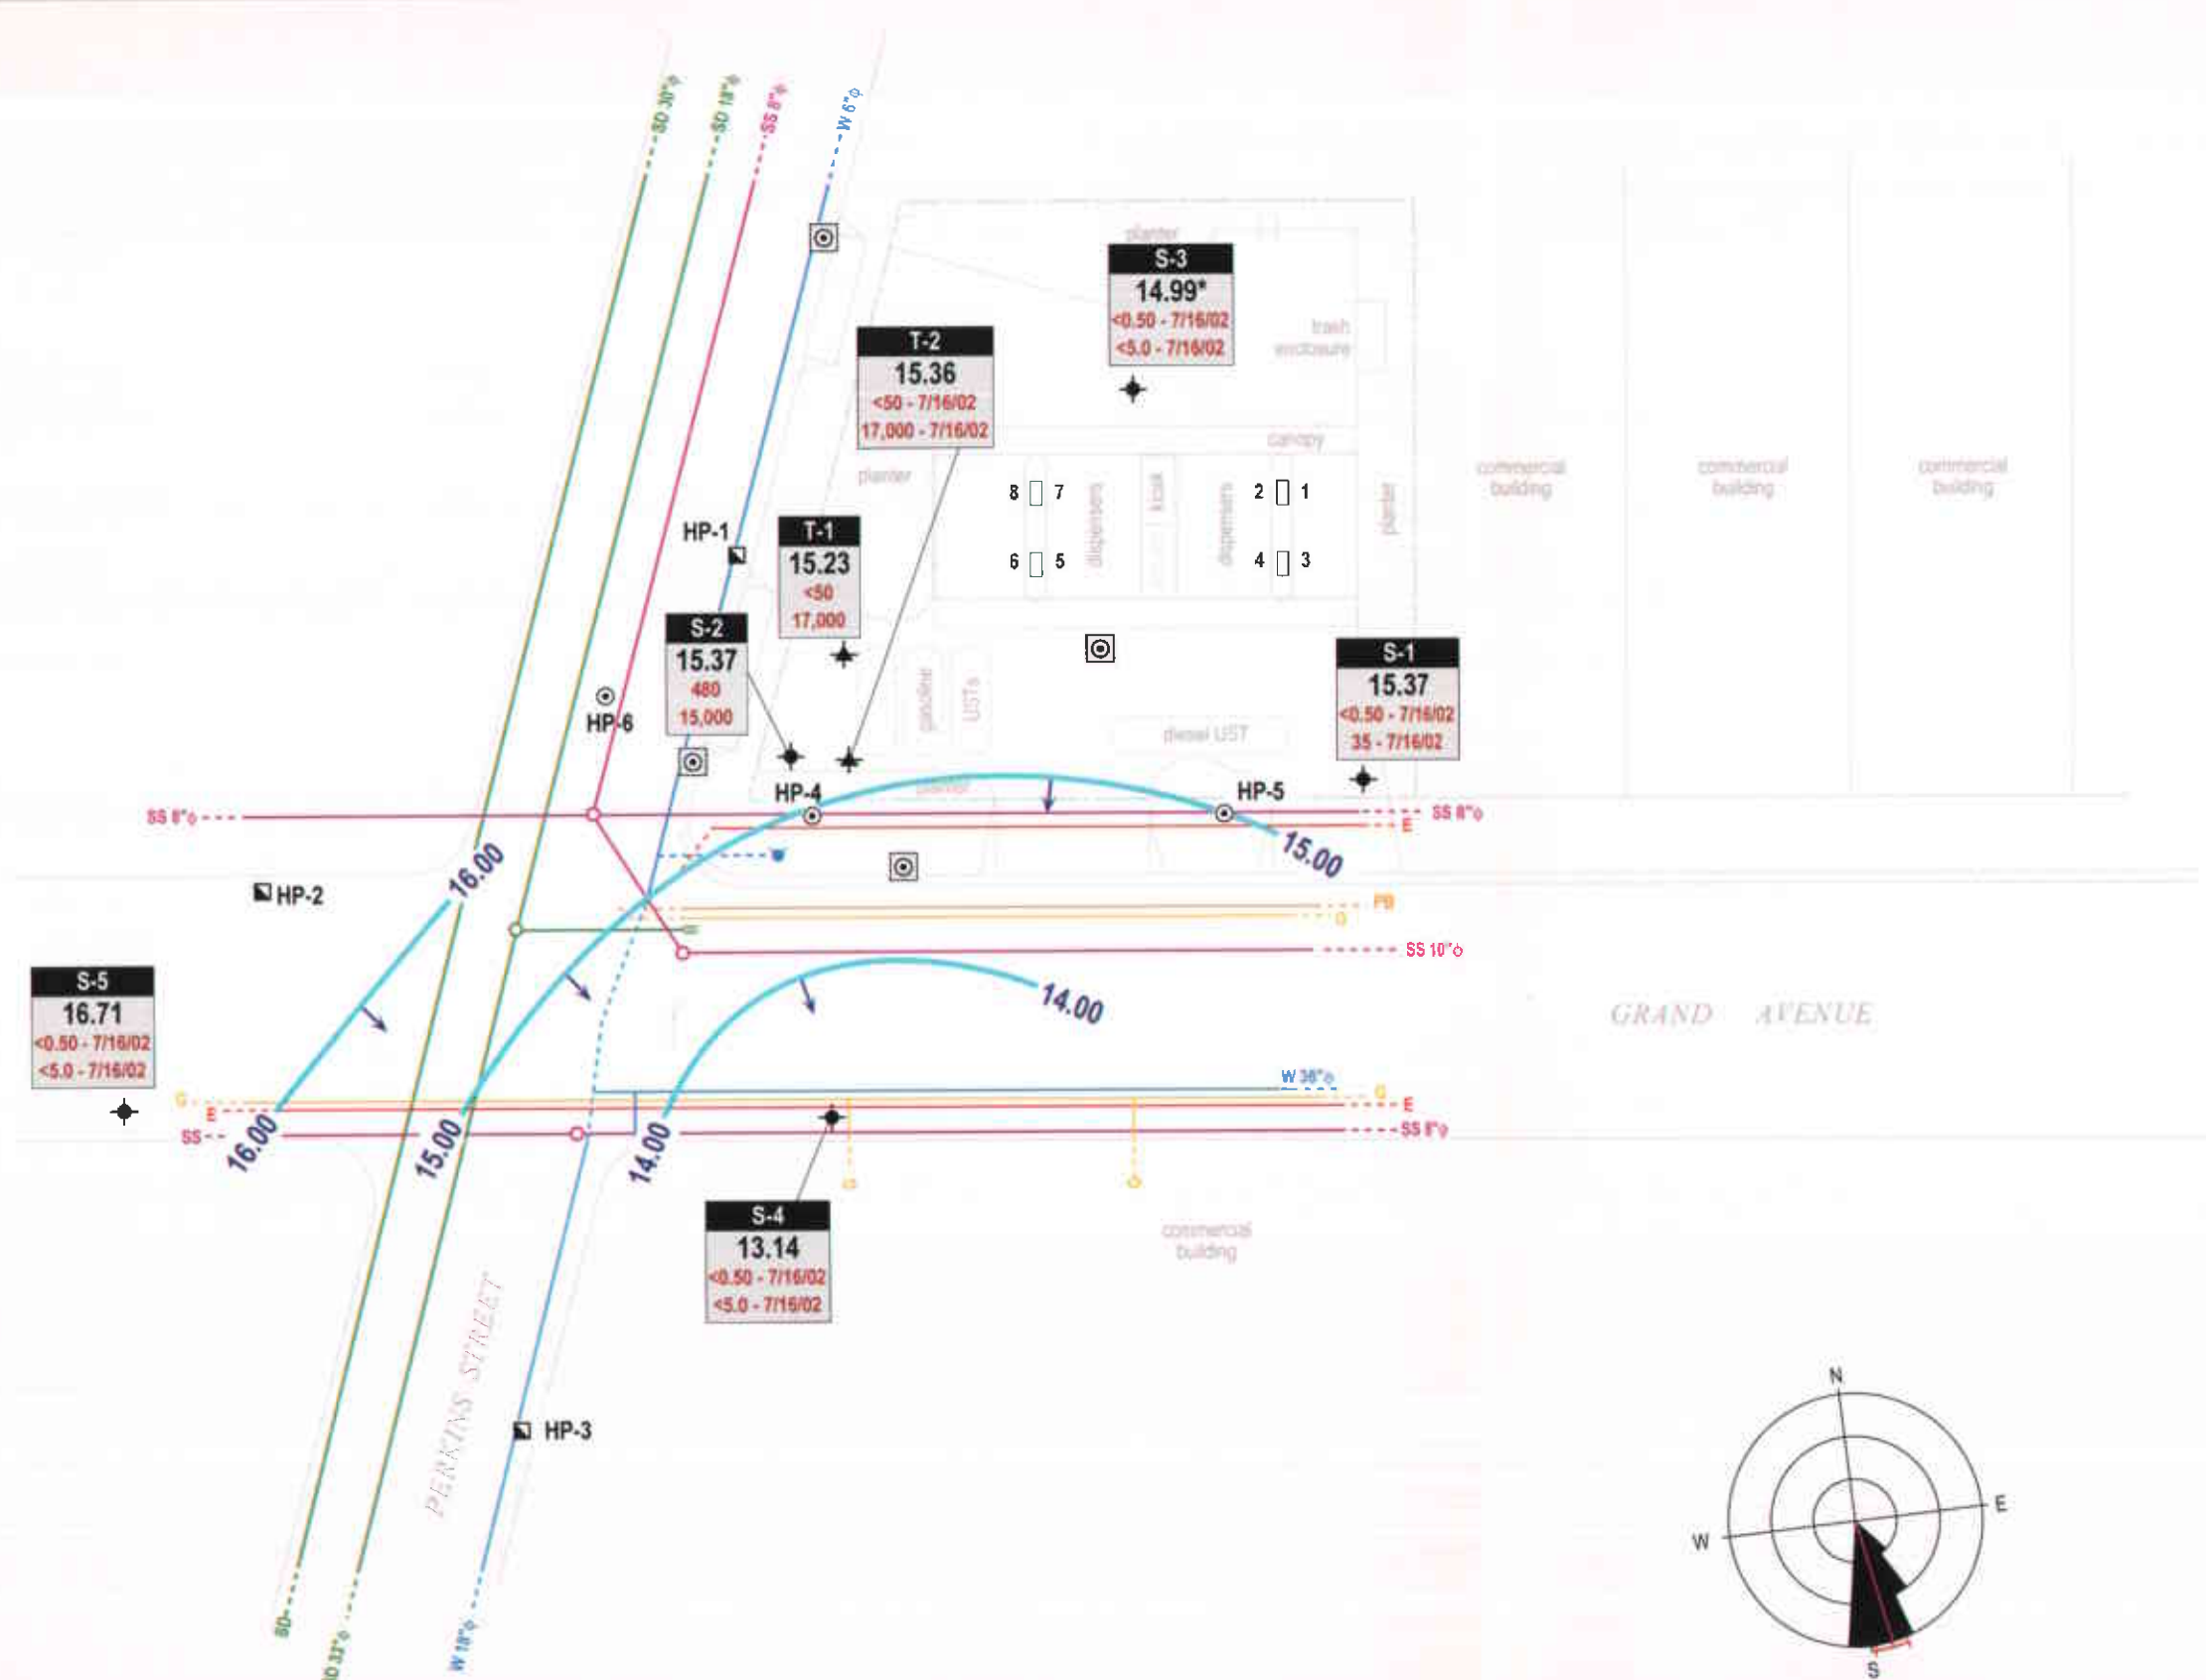 SD 30"ϕ
SD 18"ϕ
SS 8"ϕ
W 6"ϕ
planter
S-3
14.99*
<0.50 - 7/16/02
<5.0 - 7/16/02
trash
enclosure
T-2
15.36
<50 - 7/16/02
17,000 - 7/16/02
canopy
planter
commercial
building
commercial
building
commercial
building
8 7
2 1
dispensers
kiosk
dispensers
planter
6 5
4 3
HP-1
T-1
15.23
<50
17,000
S-2
15.37
480
15,000
S-1
15.37
<0.50 - 7/16/02
35 - 7/16/02
HP-6
gasoline
USTs
diesel UST
HP-4
planter
HP-5
SS 8"ϕ
SS 8"ϕ
E
15.00
16.00
HP-2
PB
G
SS 10"ϕ
S-5
16.71
<0.50 - 7/16/02
<5.0 - 7/16/02
14.00
GRAND AVENUE
W 36"ϕ
G
G
E
E
SS
SS 8"ϕ
16.00
15.00
14.00
S-4
13.14
<0.50 - 7/16/02
<5.0 - 7/16/02
commercial
building
PERKINS STREET
HP-3
SD
W 18"ϕ
N
E
W
S